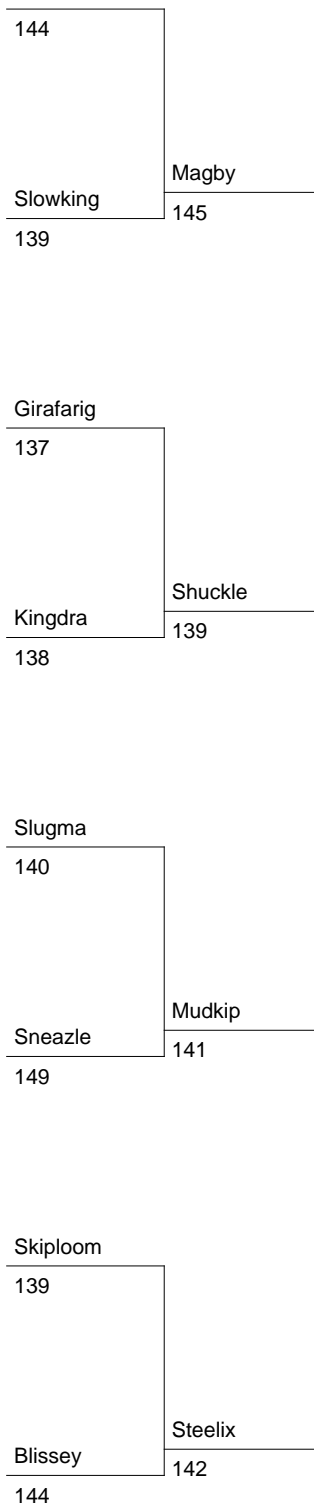 144
Magby
Slowking
145
139
Girafarig
137
Shuckle
Kingdra
139
138
Slugma
140
Mudkip
Sneazle
141
149
Skiploom
139
Steelix
Blissey
142
144